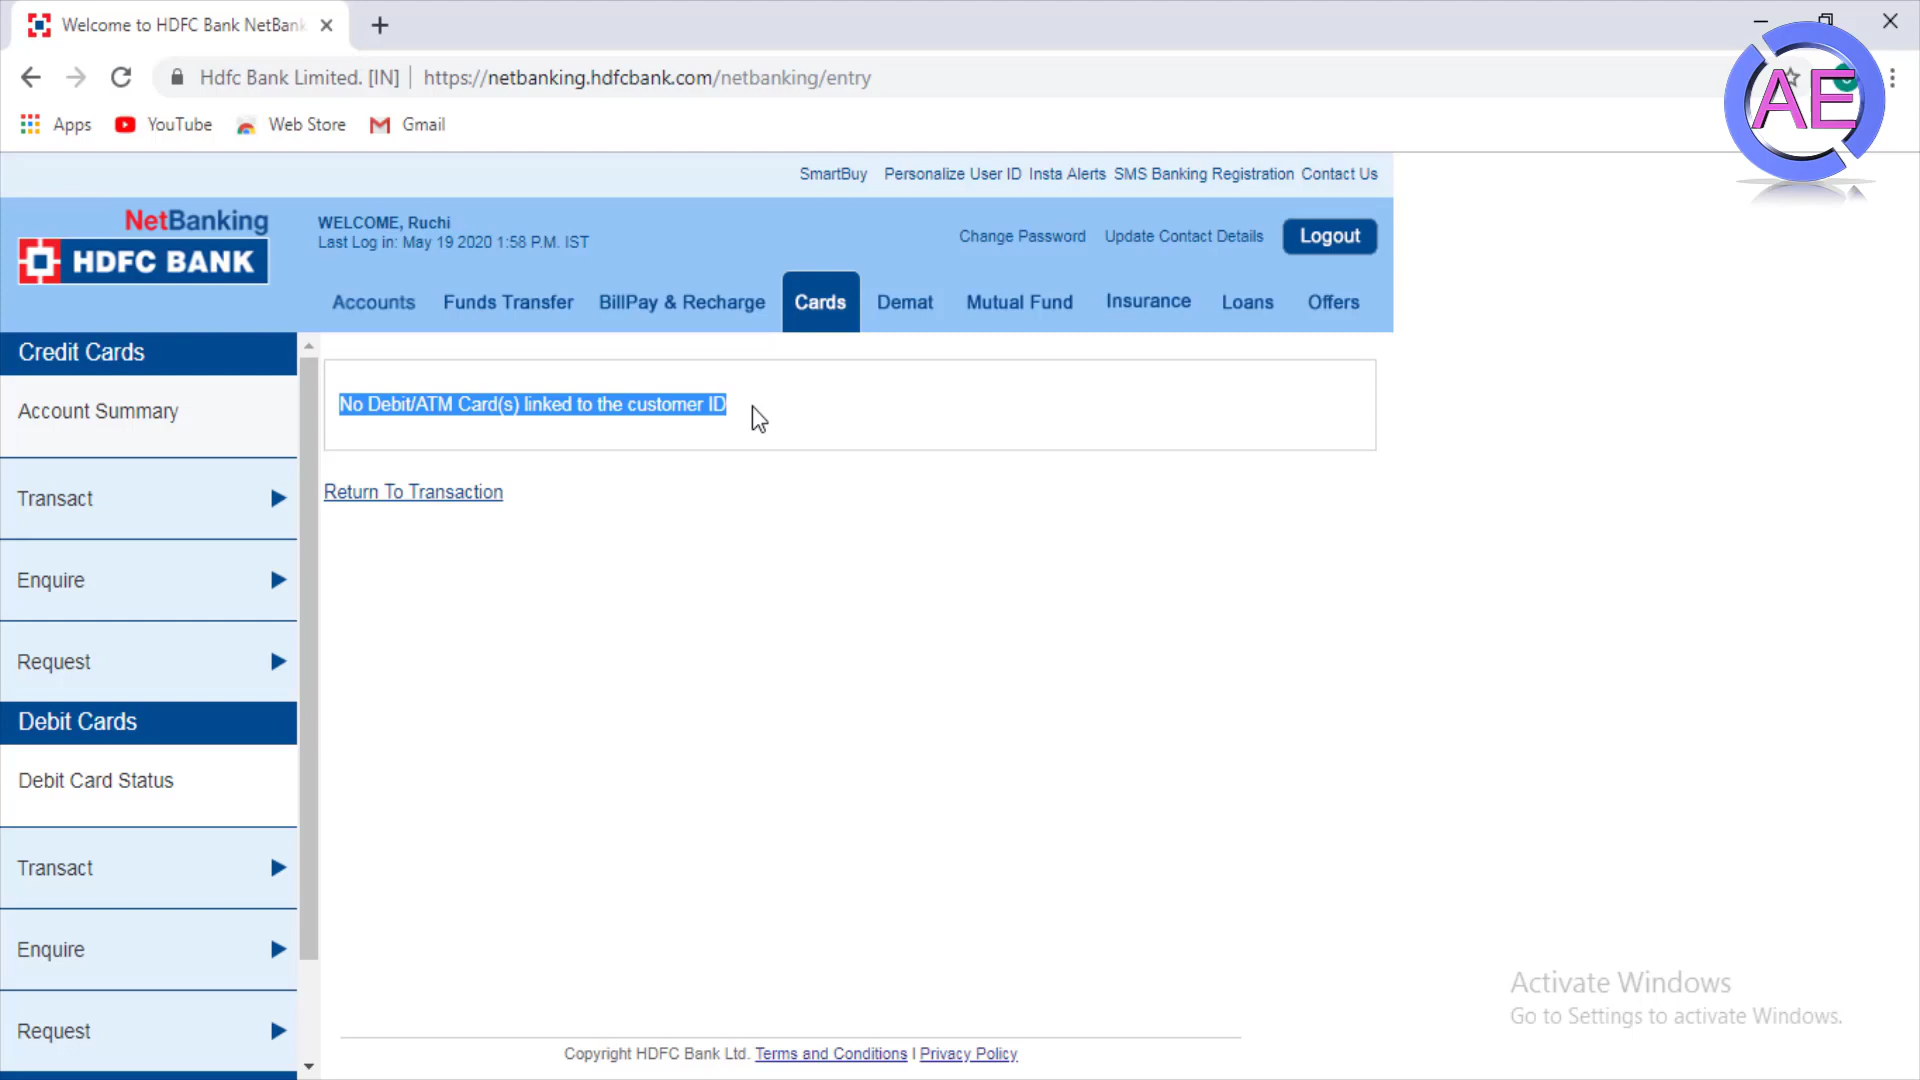 Welcome to HDFC Bank NetBank
Hdfc Bank Limited. [IN] https://netbanking.hdfcbank.com/netbanking/entry
Apps YouTube Web Store Gmail
AE
SmartBuy Personalize User ID Insta Alerts SMS Banking Registration Contact Us
NetBanking
HDFC BANK
WELCOME, Ruchi
Last Log in: May 19 2020 1:58 P.M. IST
Change Password Update Contact Details Logout
Accounts Funds Transfer BillPay & Recharge Cards Demat Mutual Fund Insurance Loans Offers
Credit Cards
Account Summary
Transact
Enquire
Request
Debit Cards
Debit Card Status
Transact
Enquire
Request
No Debit/ATM Card(s) linked to the customer ID
Return To Transaction
Activate Windows
Go to Settings to activate Windows.
Copyright HDFC Bank Ltd. Terms and Conditions I Privacy Policy